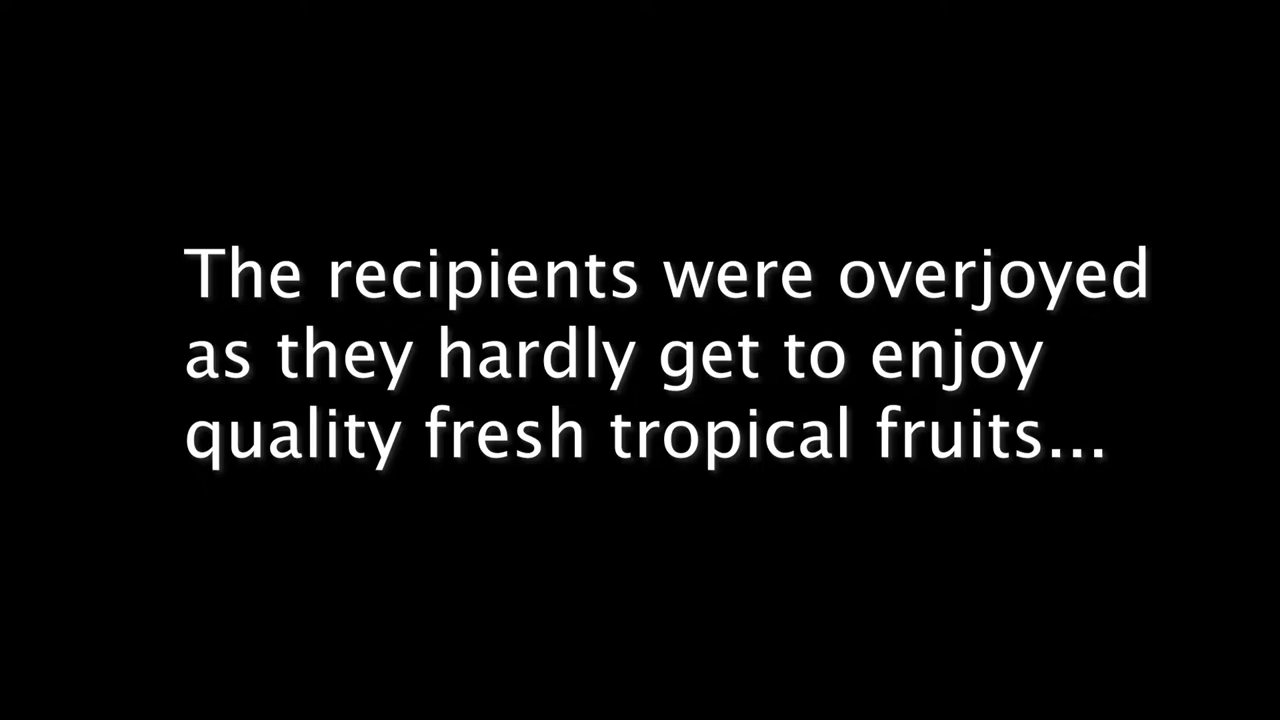 The recipients were overjoyed
as they hardly get to enjoy
quality fresh tropical fruits...